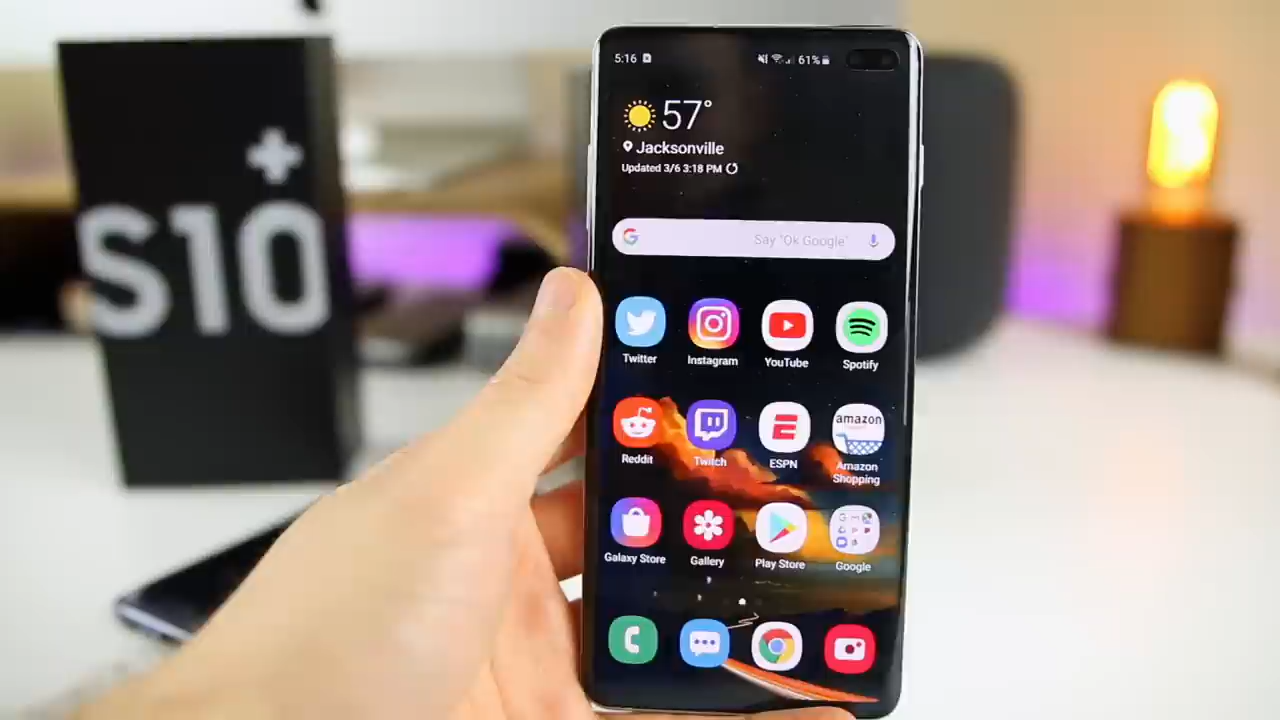 +
S10
5:16
61%
57°
Jacksonville
Updated 3/6 3:18 PM
Say "Ok Google"
Twitter
Instagram
YouTube
Spotify
Reddit
Twitch
ESPN
amazon
Amazon
Shopping
Galaxy Store
Gallery
Play Store
Google